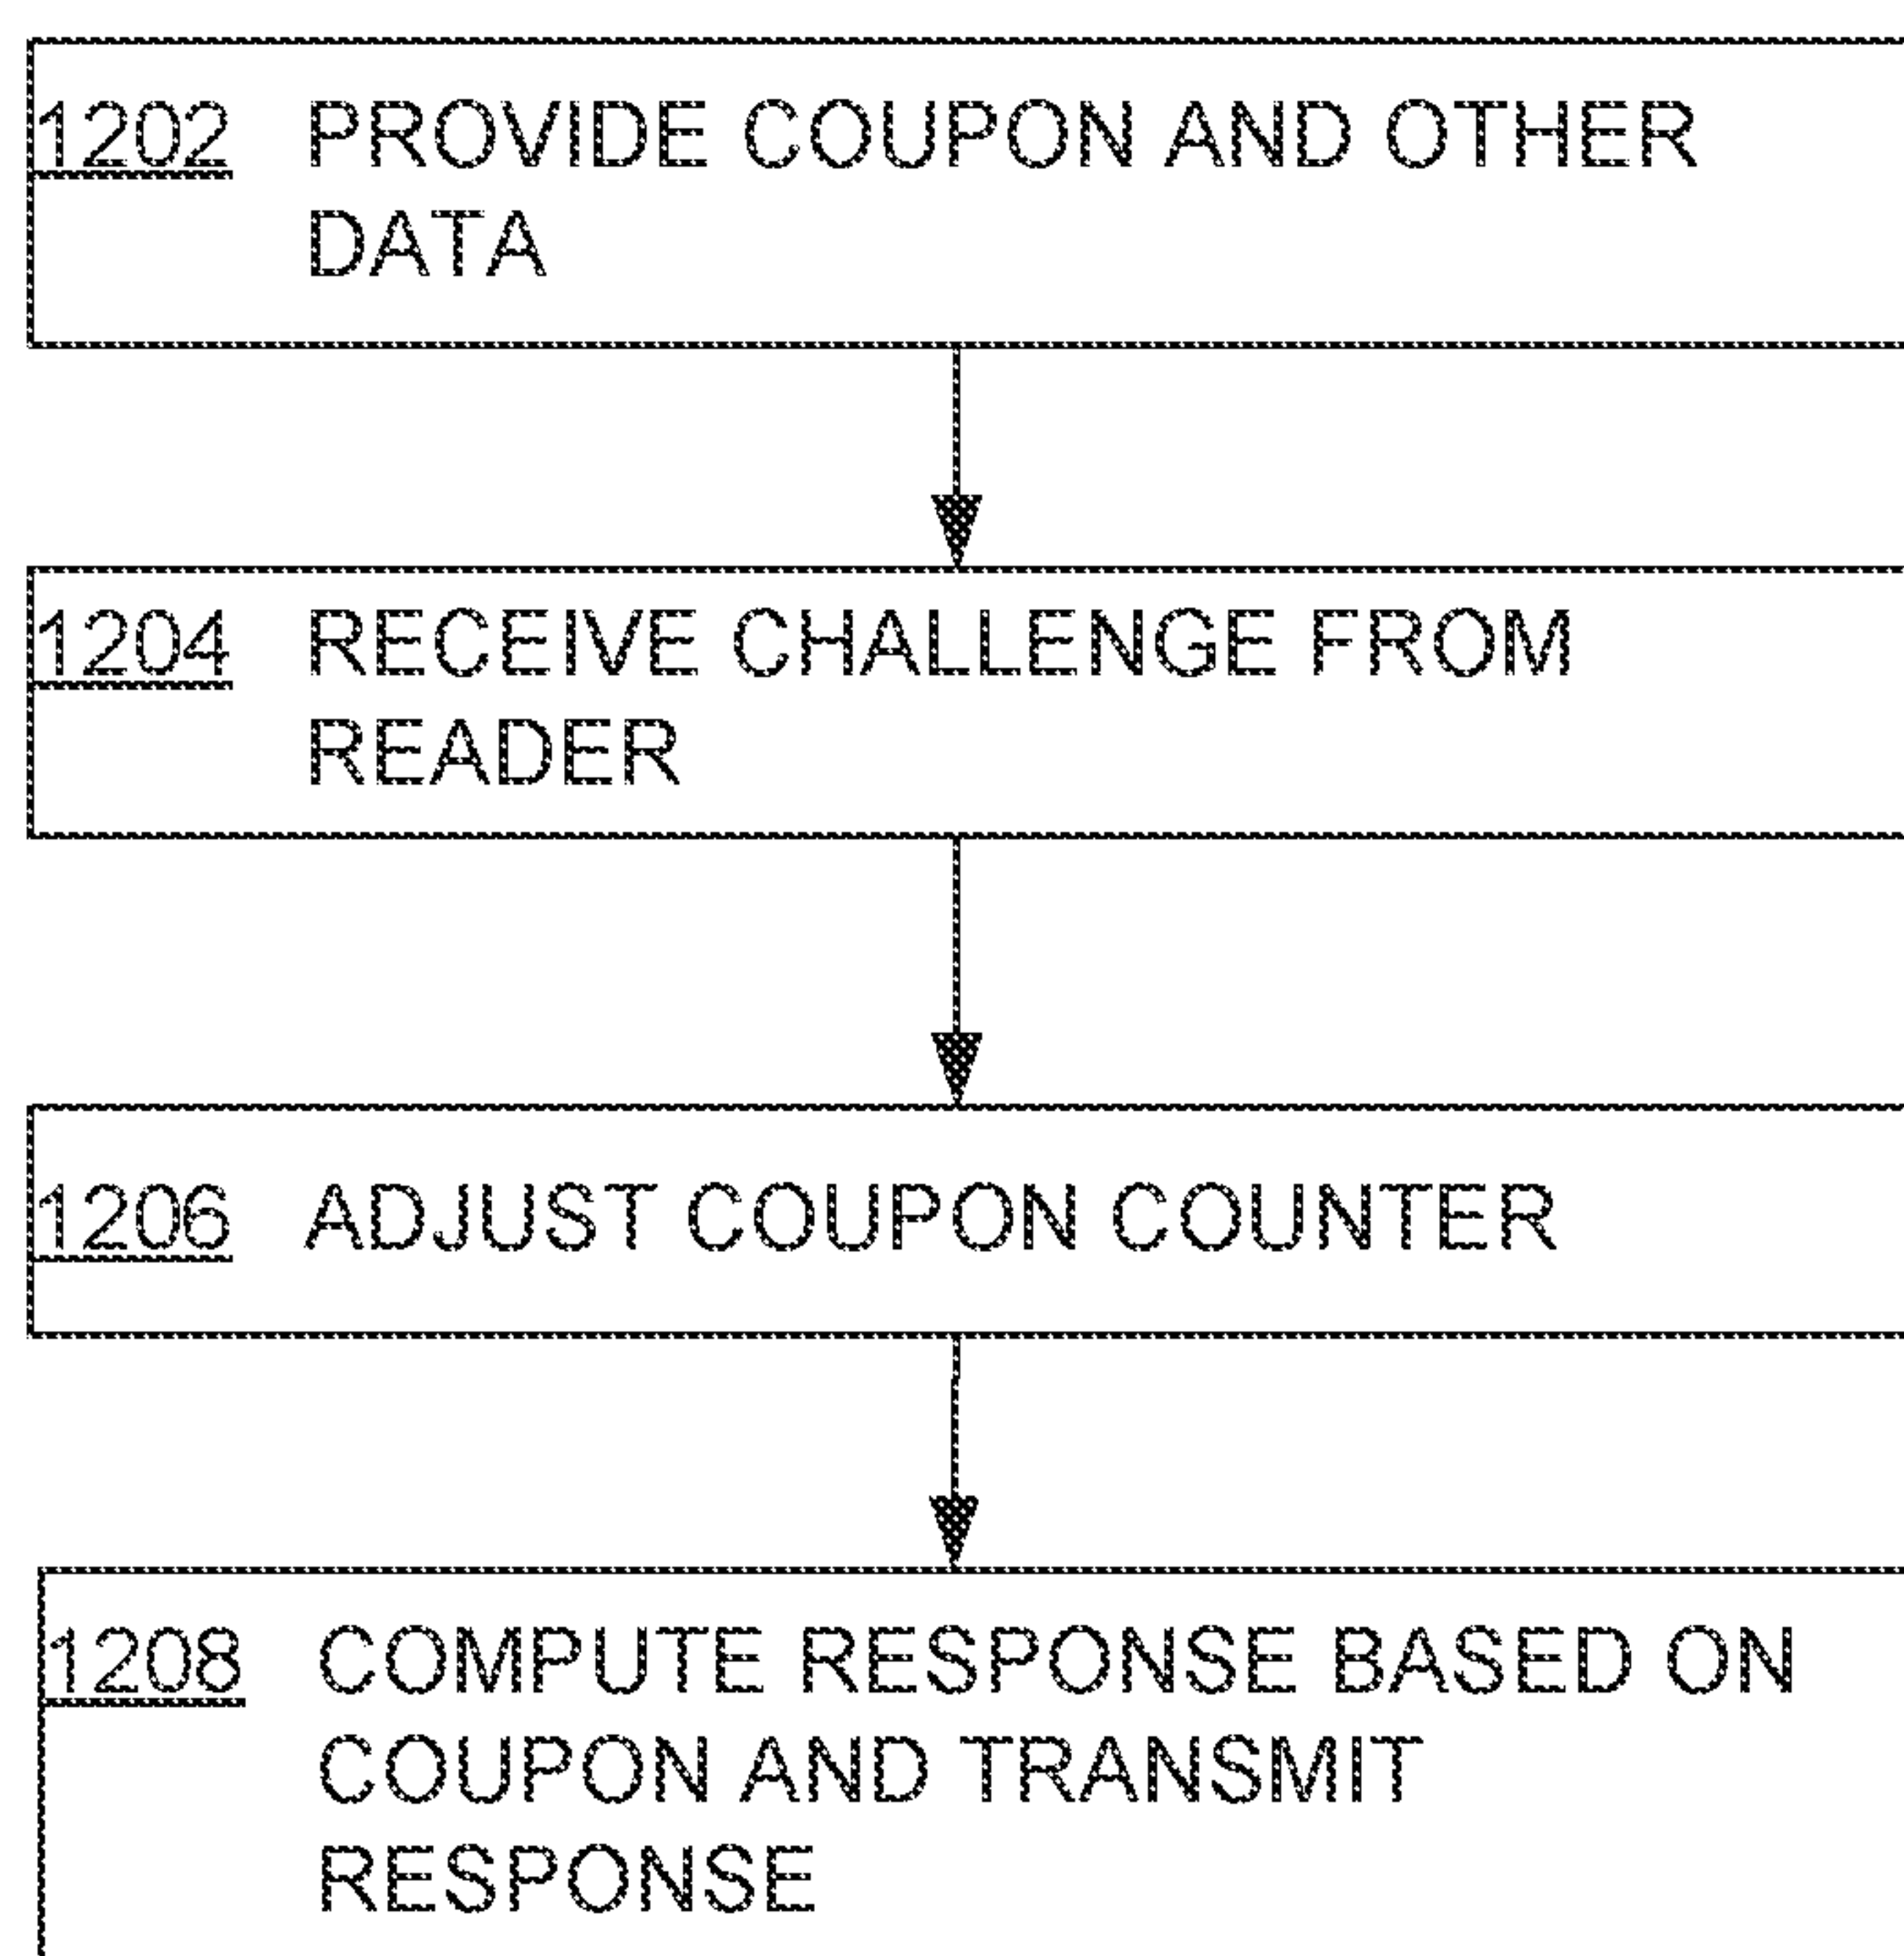 1202 PROVIDE COUPON AND OTHER
DATA
1204 RECEIVE CHALLENGE FROM
READER
1206 ADJUST COUPON COUNTER
1208 COMPUTE RESPONSE BASED ON
COUPON AND TRANSMIT
RESPONSE